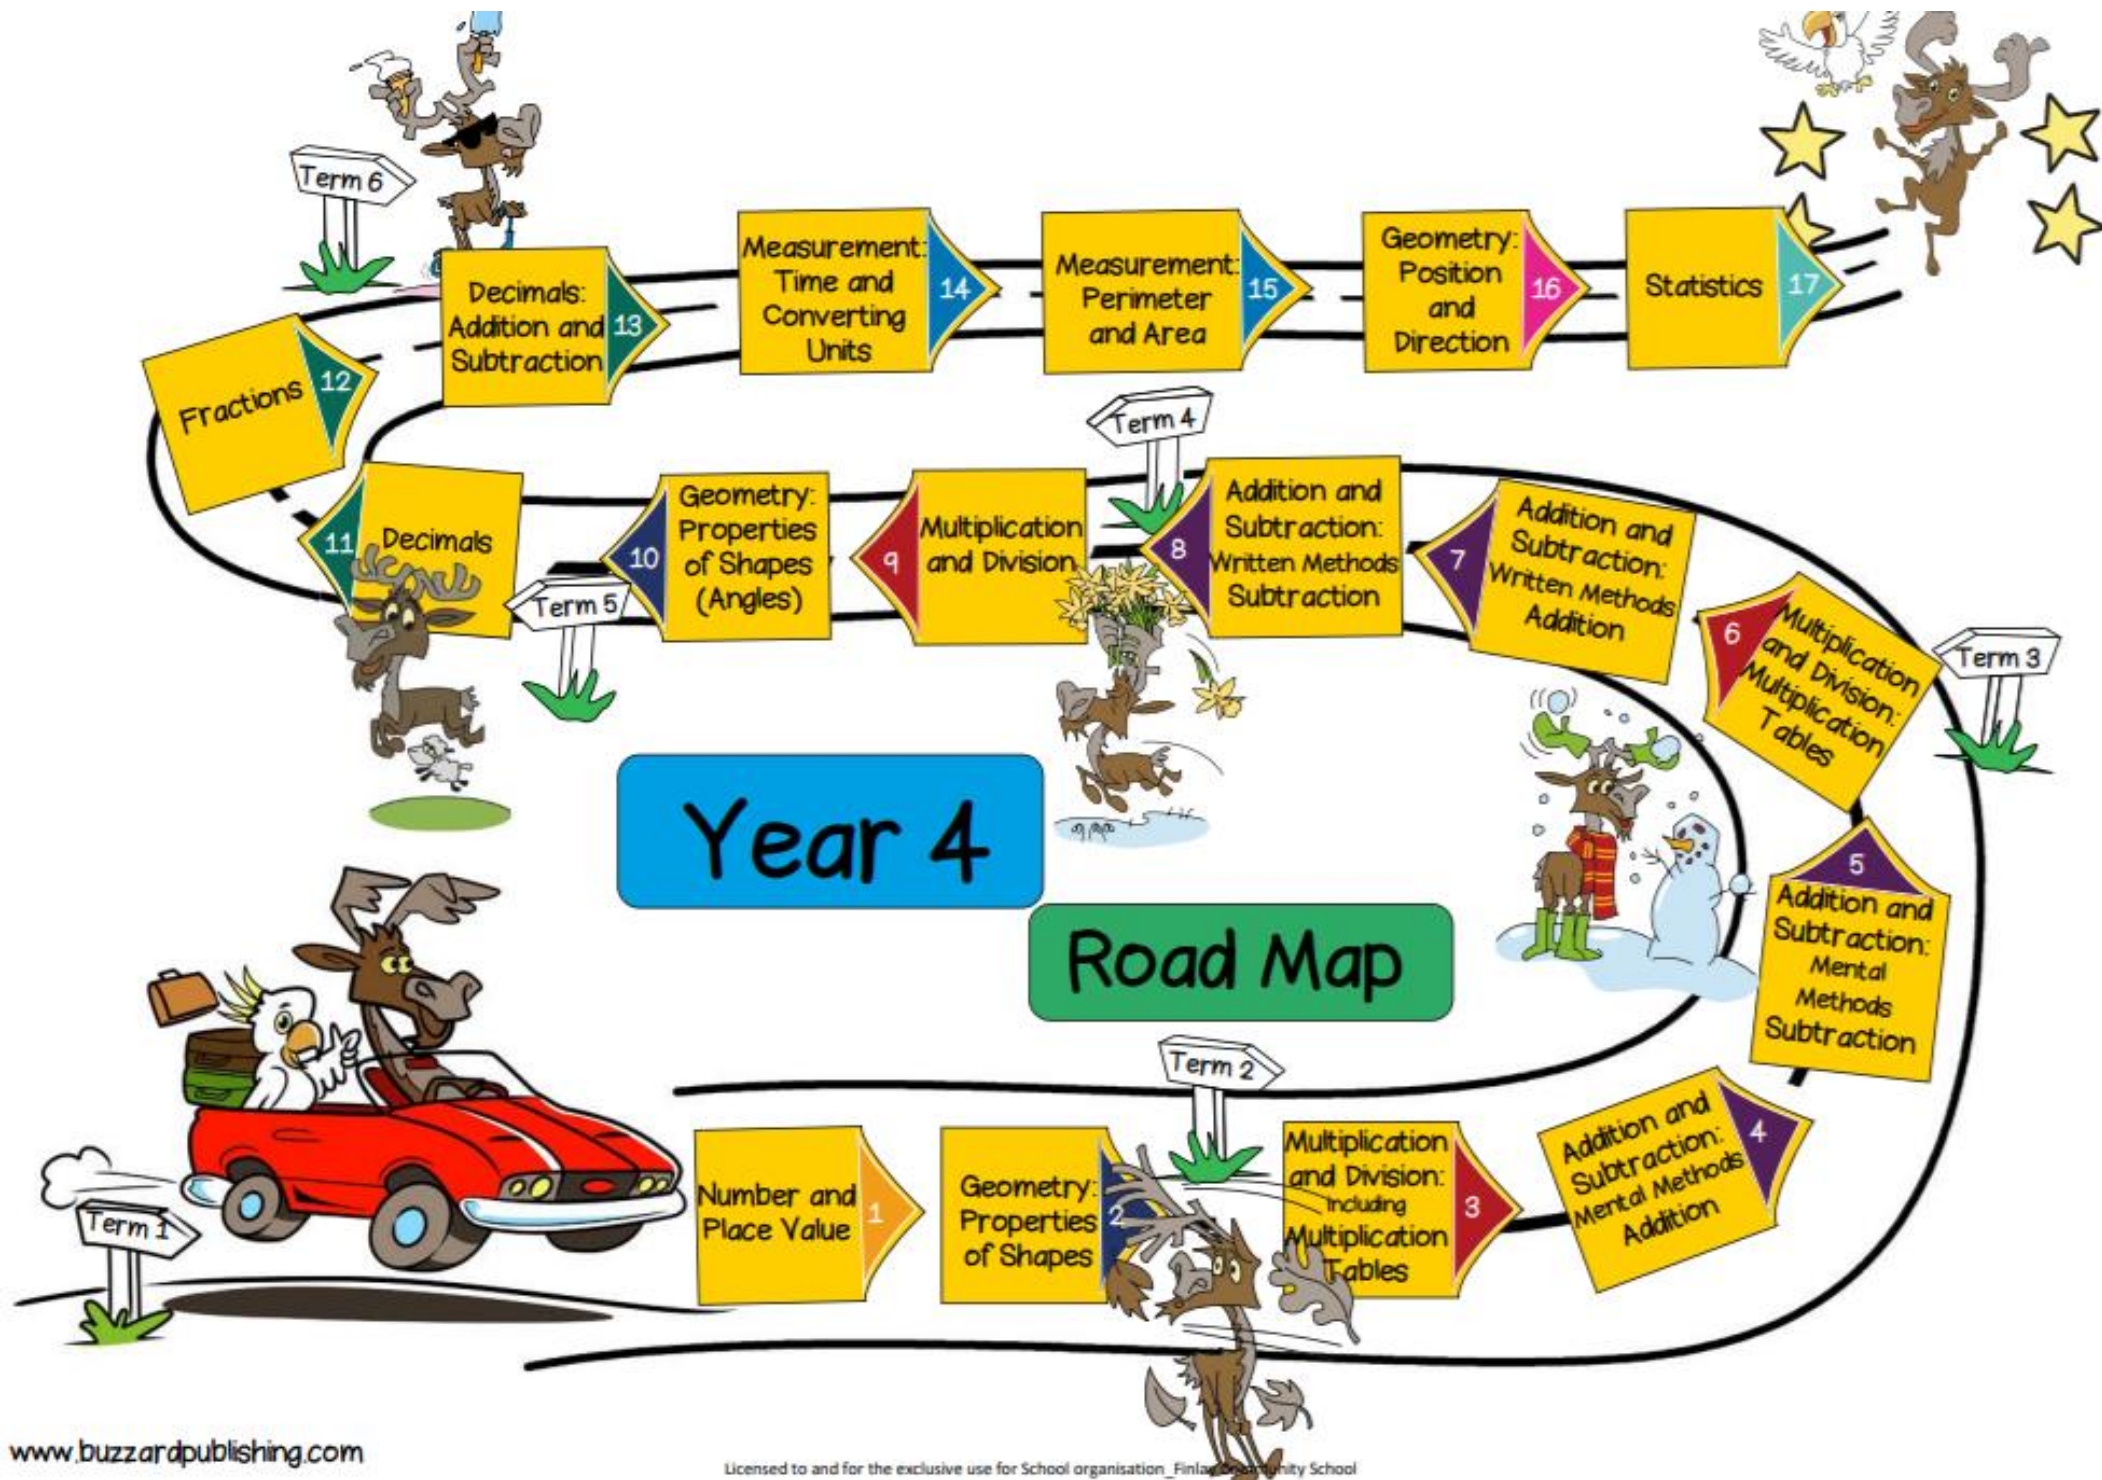 Term 6
Decimals:
Addition and
Subtraction
13
Measurement:
Time and
Converting
Units
14
Measurement:
Perimeter
and Area
15
Geometry:
Position
and
Direction
16
Statistics
17
Fractions
12
Term 4
11
Decimals
Term 5
10
Geometry:
Properties
of Shapes
(Angles)
9
Multiplication
and Division
8
Addition and
Subtraction:
Written Methods
Subtraction
7
Addition and
Subtraction:
Written Methods
Addition
6
Multiplication
and Division:
Multiplication
Tables
Term 3
Year 4
Road Map
5
Addition and
Subtraction:
Mental
Methods
Subtraction
Term 2
Term 1
Number and
Place Value
1
Geometry:
Properties
of Shapes
2
Multiplication
and Division:
Including
Multiplication
Tables
3
Addition and
Subtraction:
Mental Methods
Addition
4
www.buzzardpublishing.com
Licensed to and for the exclusive use for School organisation_Finlay Community School